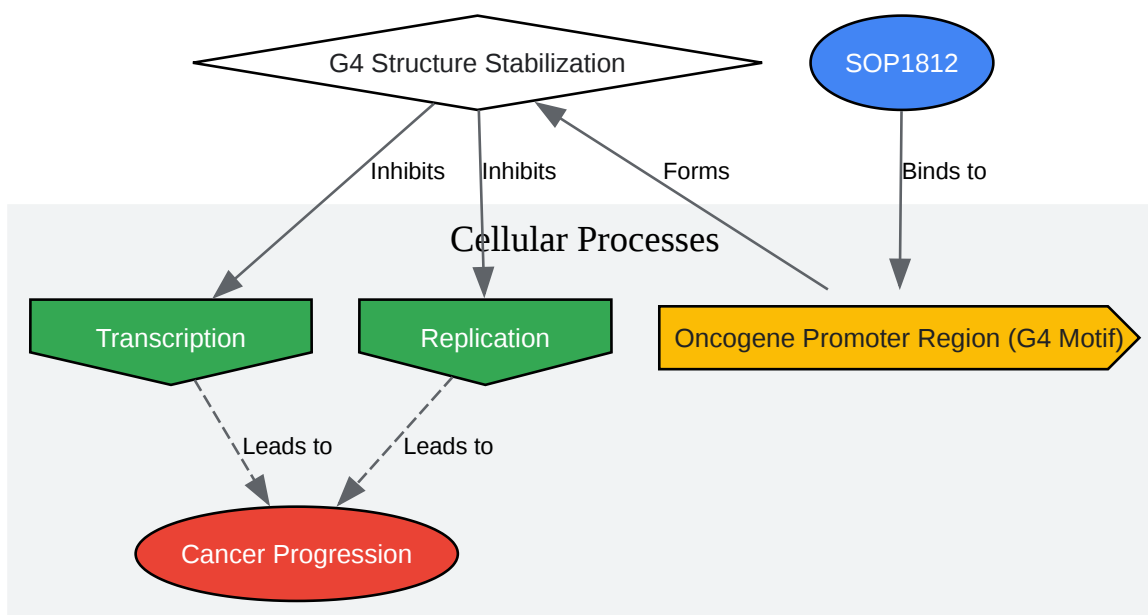 G4 Structure Stabilization
SOP1812
Inhibits
Inhibits
Forms
Binds to
Cellular Processes
Transcription
Replication
Oncogene Promoter Region (G4 Motif)
Leads to
Leads to
Cancer Progression